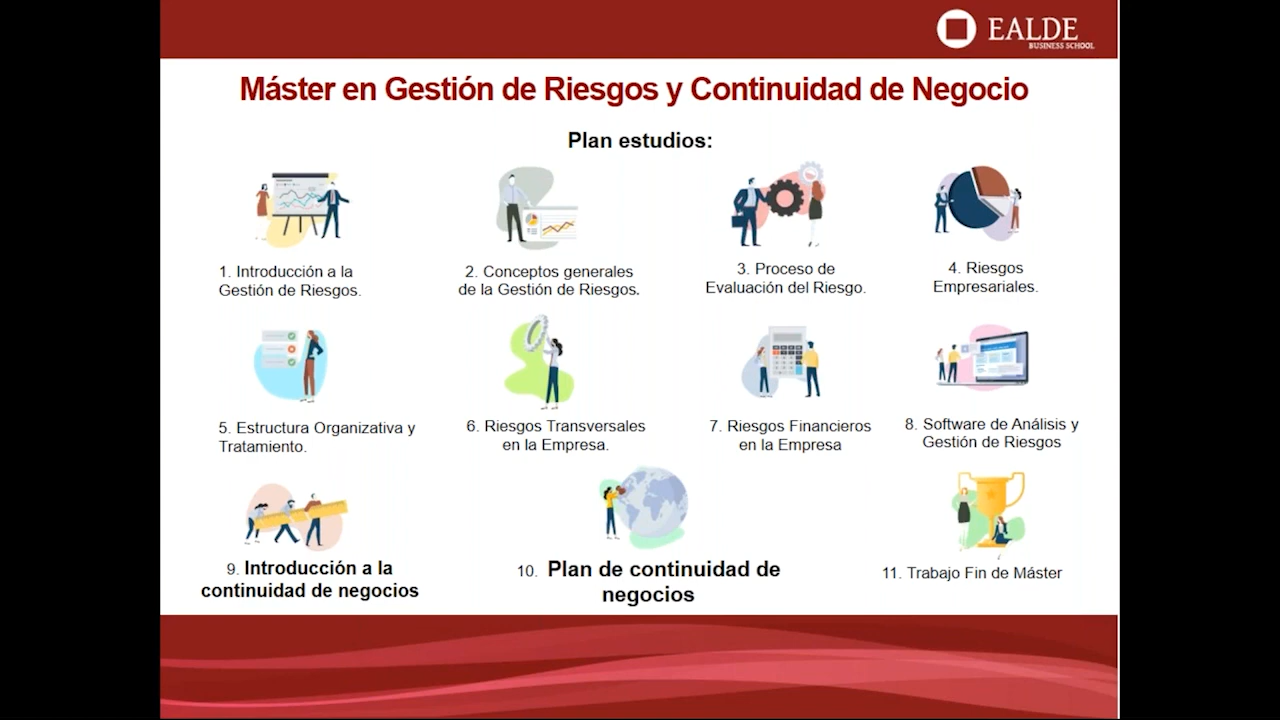 EALDE
BUSINESS SCHOOL
Máster en Gestión de Riesgos y Continuidad de Negocio
Plan estudios:
1. Introducción a la
Gestión de Riesgos.
2. Conceptos generales
de la Gestión de Riesgos.
3. Proceso de
Evaluación del Riesgo.
4. Riesgos
Empresariales.
5. Estructura Organizativa y
Tratamiento.
6. Riesgos Transversales
en la Empresa.
7. Riesgos Financieros
en la Empresa
8. Software de Análisis y
Gestión de Riesgos
9. Introducción a la
continuidad de negocios
10. Plan de continuidad de
negocios
11. Trabajo Fin de Máster